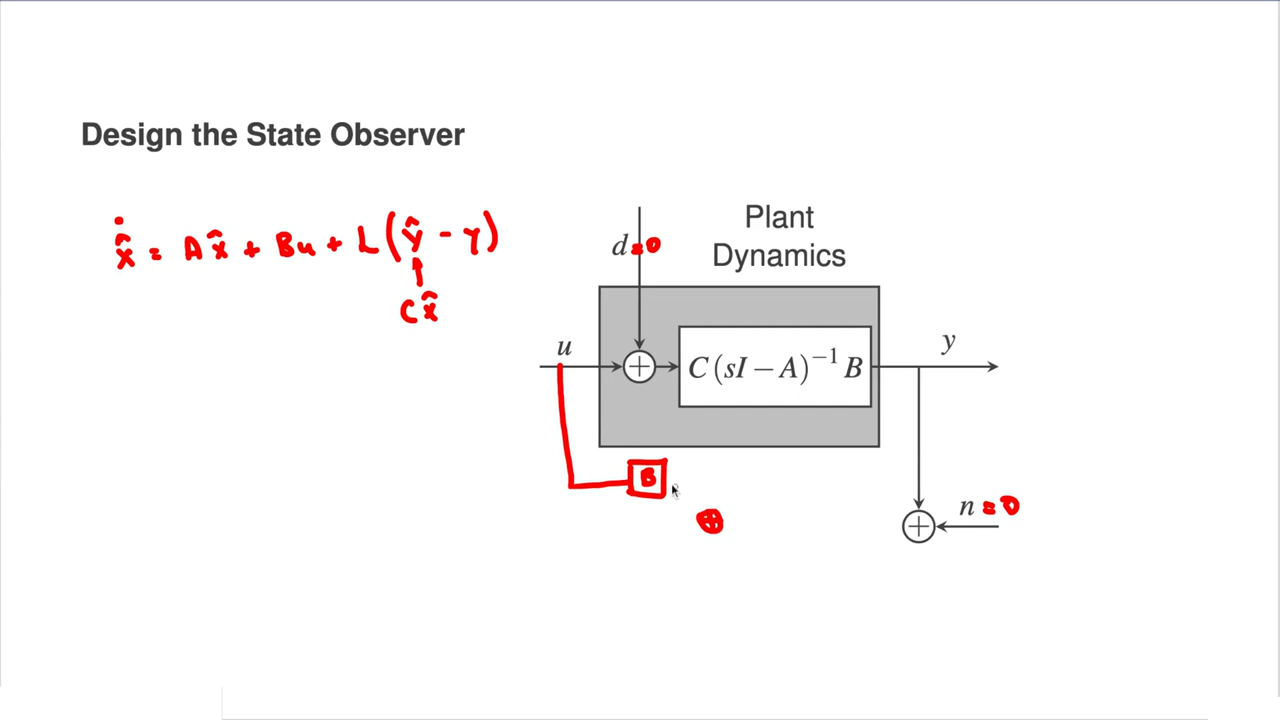 Design the State Observer
x̂̇ = Ax̂ + Bu + L(ŷ - y)
Cx̂
Plant
Dynamics
d=0
u
C(sI−A)⁻¹B
y
B
n=0